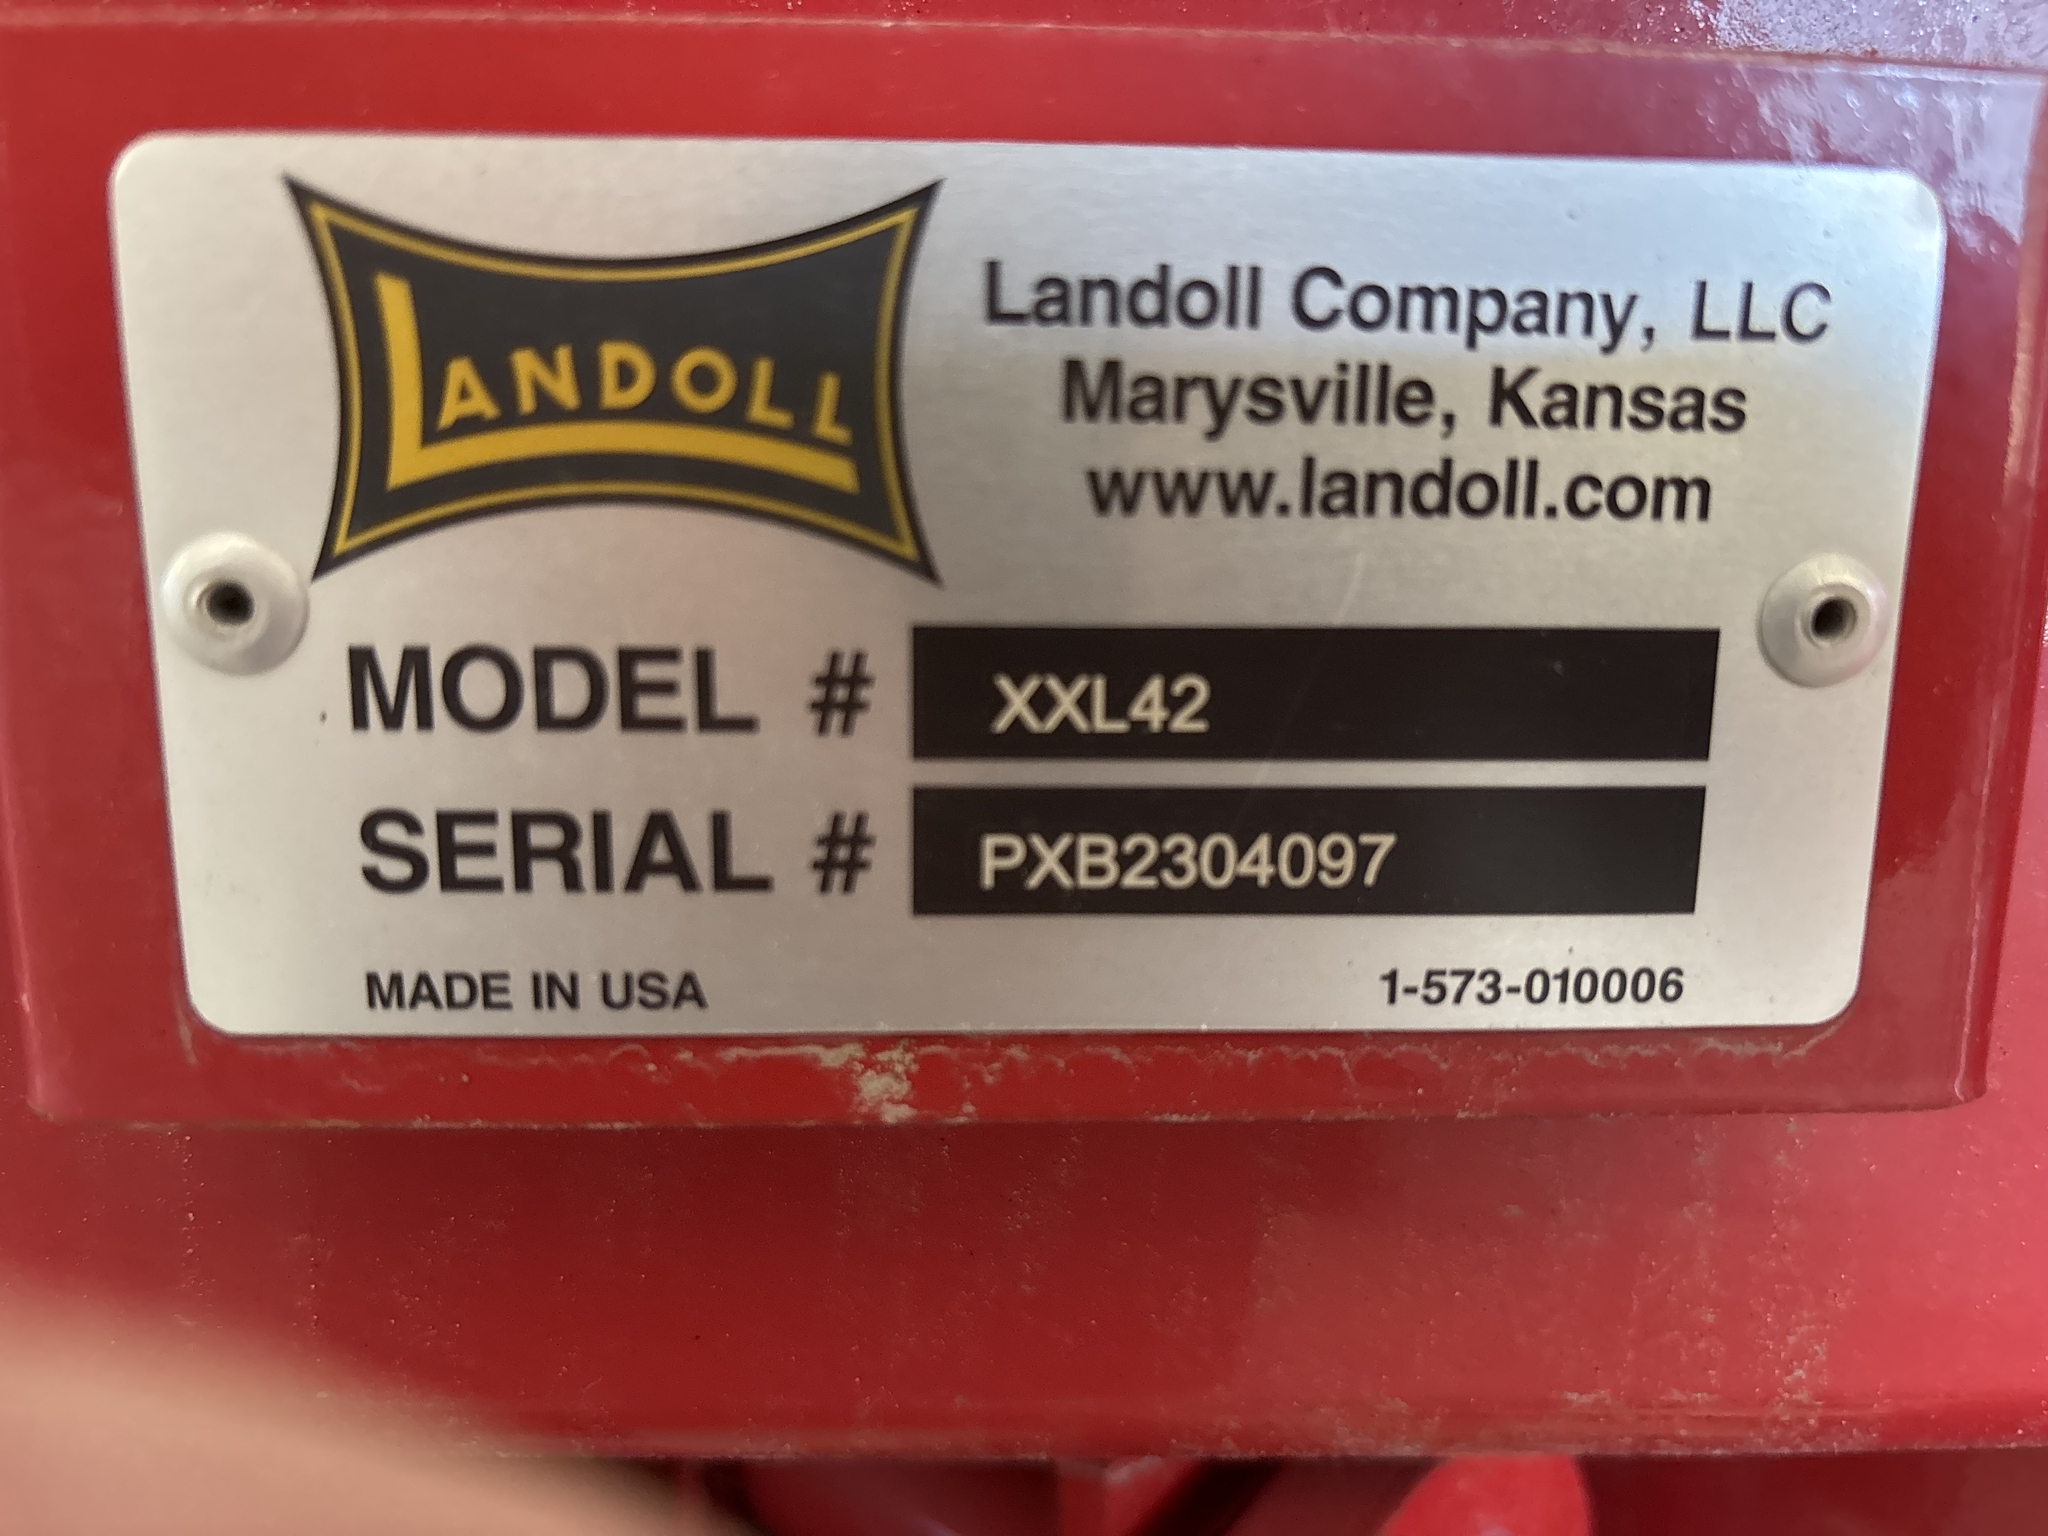 LANDOLL
Landoll Company, LLC
Marysville, Kansas
www.landoll.com
MODEL # XXL42
SERIAL # PXB2304097
MADE IN USA 1-573-010006